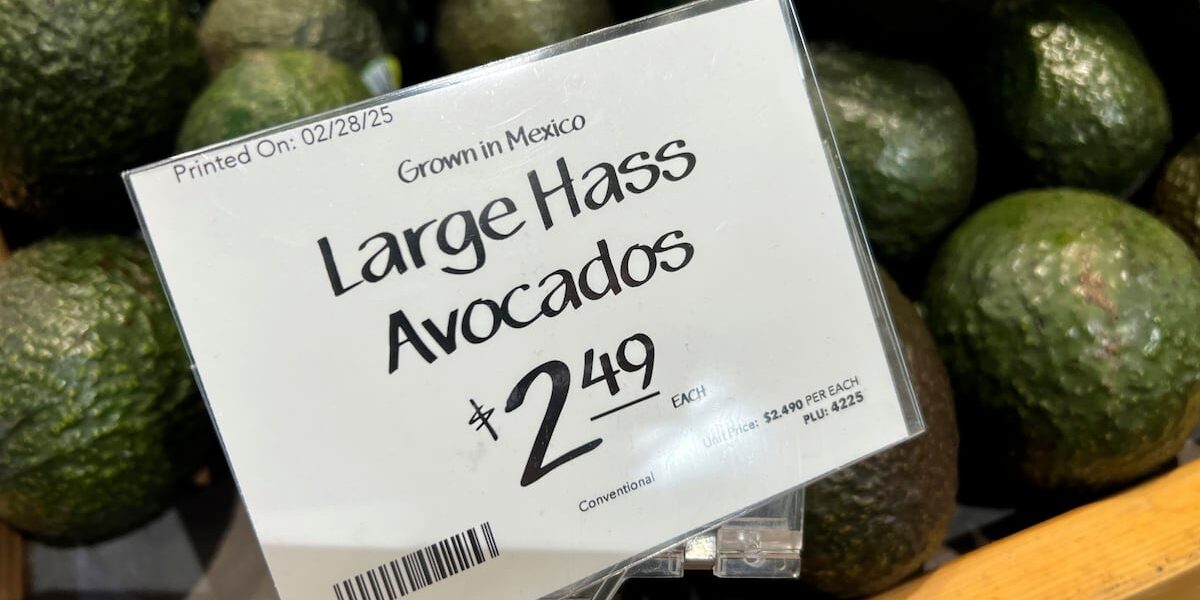 Printed On: 02/28/25
Grown in Mexico
Large Hass
Avocados
$2.49 EACH
Unit Price: $2.490 PER EACH
PLU: 4225
Conventional